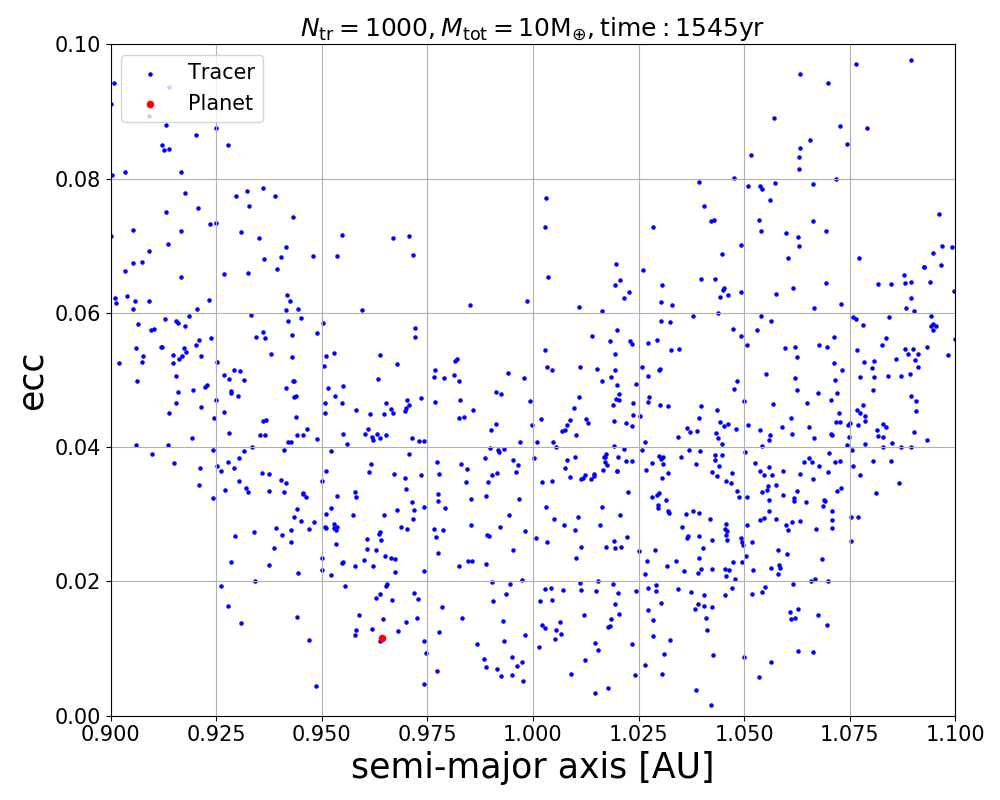 N_tr = 1000, M_tot = 10M_⊕, time : 1545yr
0.10
Tracer
Planet
0.08
0.06
0.04
0.02
0.00
ecc
0.900 0.925 0.950 0.975 1.000 1.025 1.050 1.075 1.100
semi-major axis [AU]